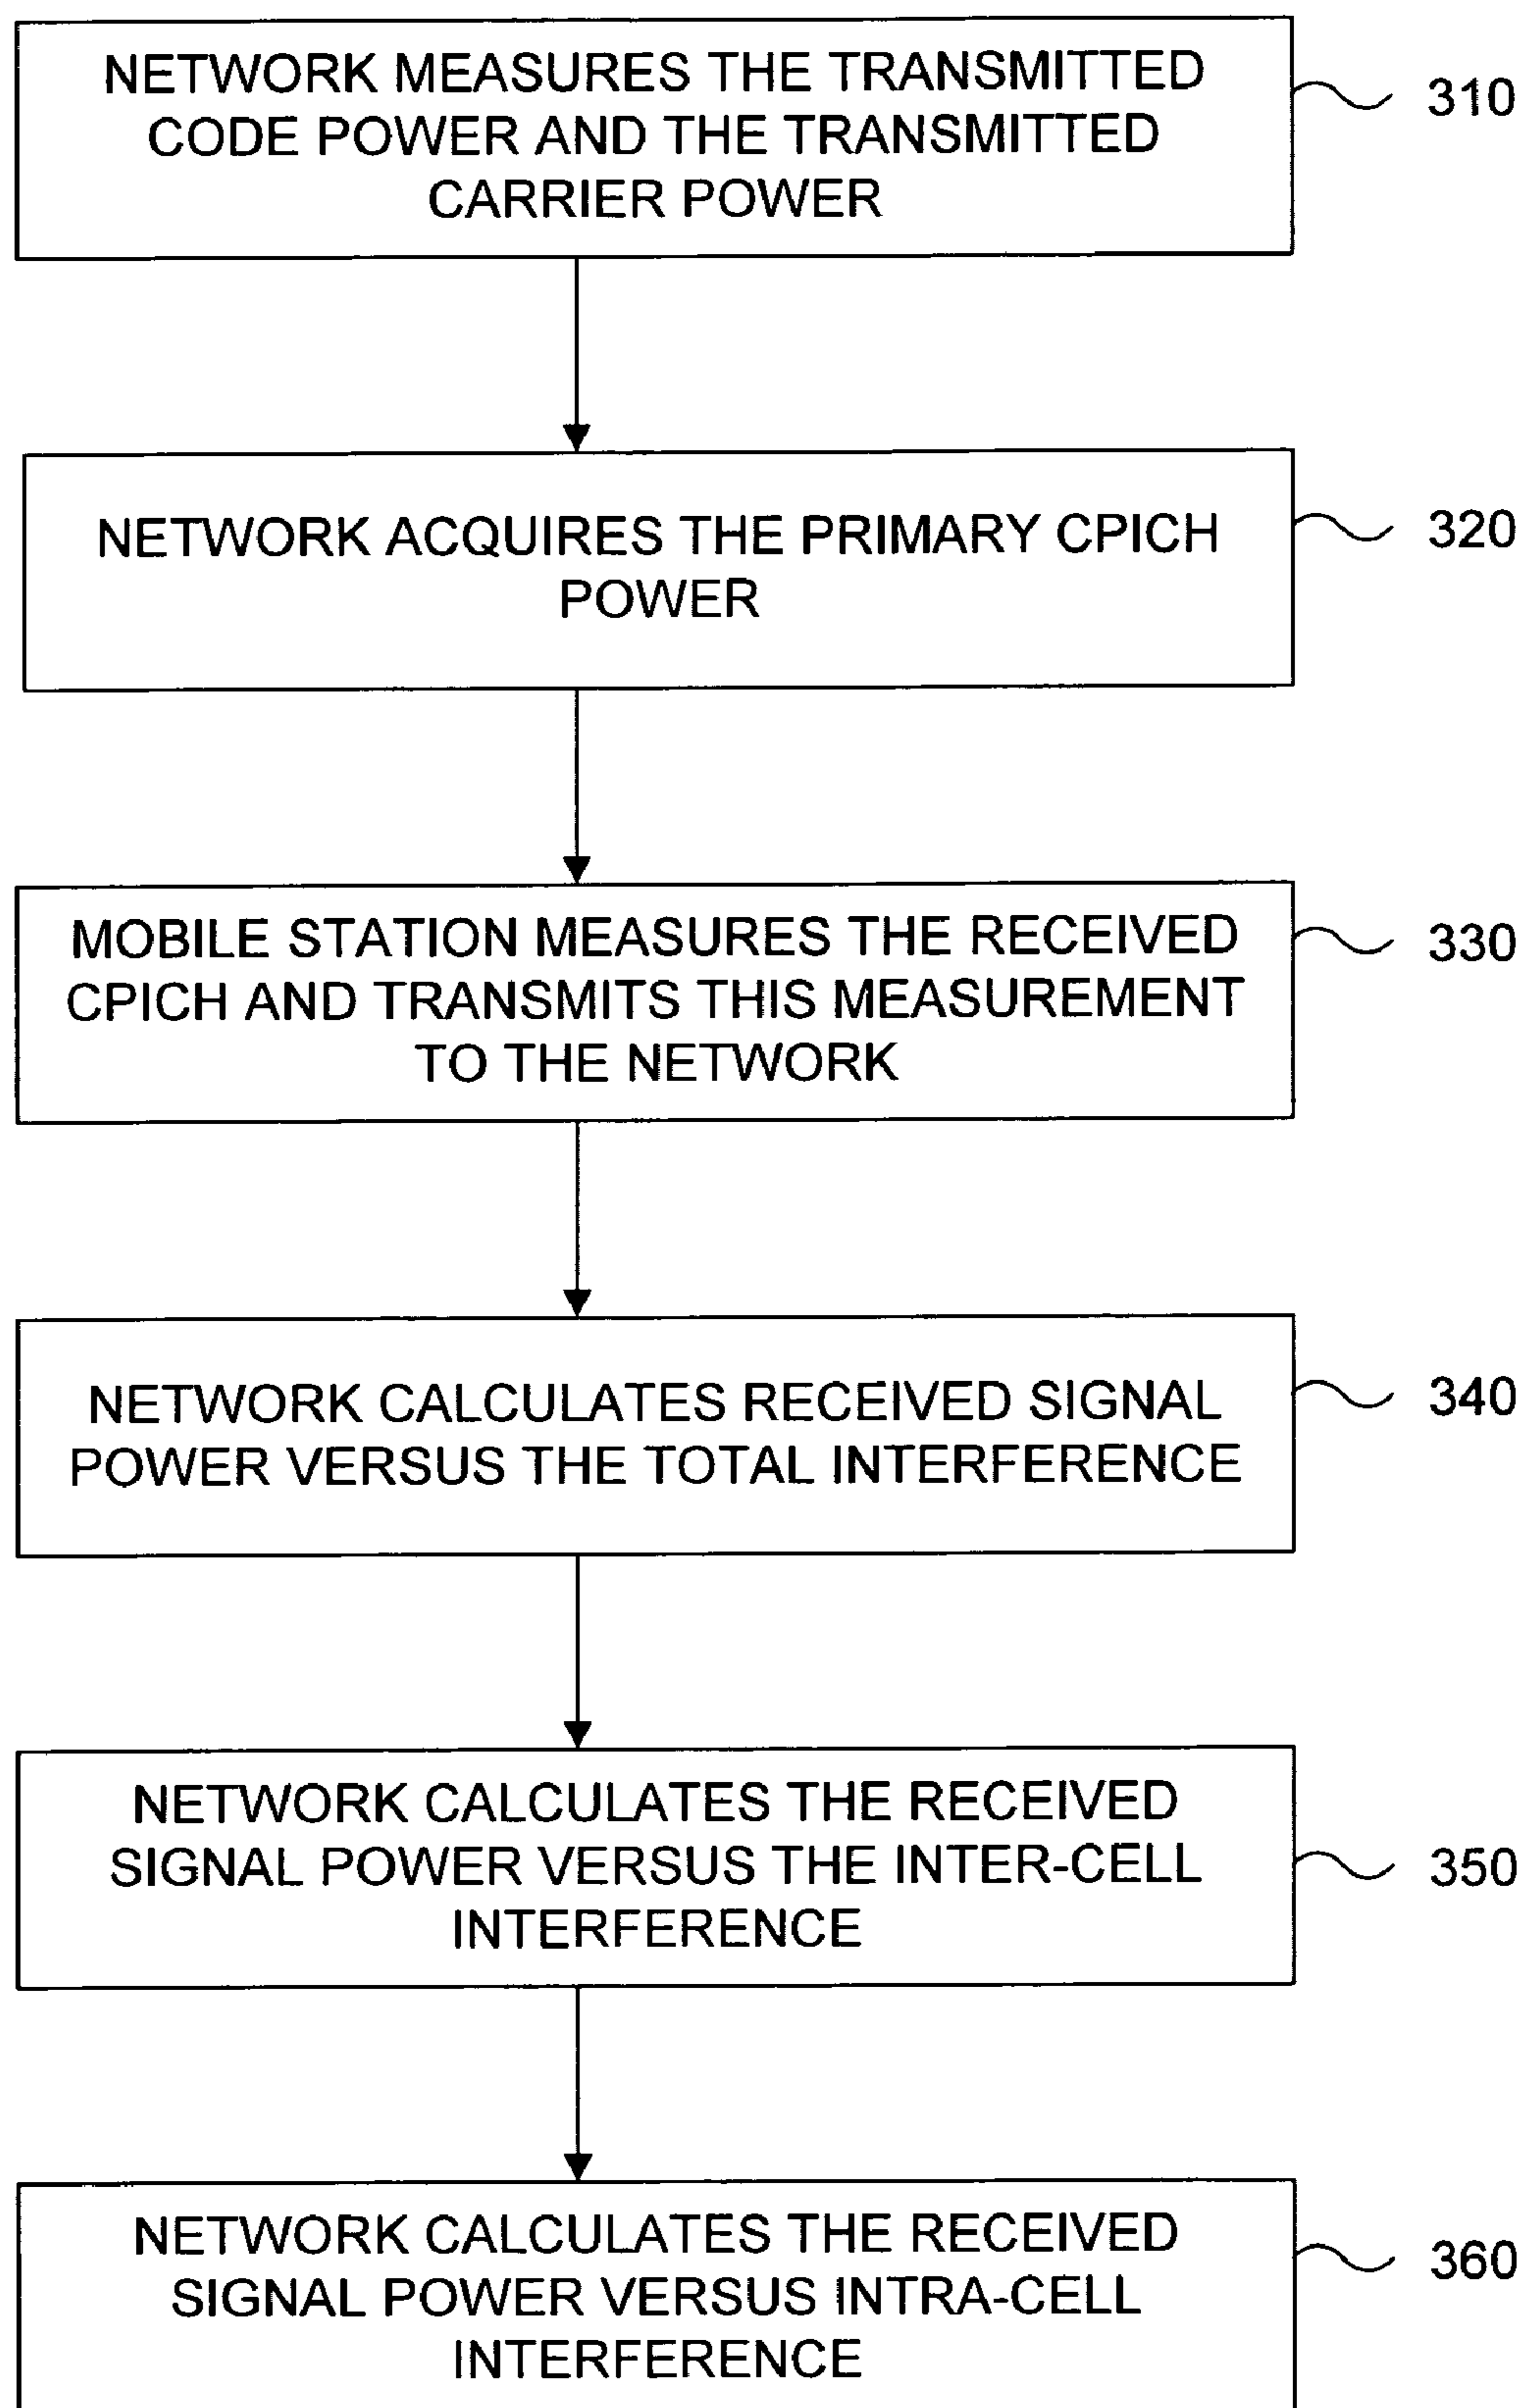 NETWORK MEASURES THE TRANSMITTED
CODE POWER AND THE TRANSMITTED
CARRIER POWER
310
NETWORK ACQUIRES THE PRIMARY CPICH
POWER
320
MOBILE STATION MEASURES THE RECEIVED
CPICH AND TRANSMITS THIS MEASUREMENT
TO THE NETWORK
330
NETWORK CALCULATES RECEIVED SIGNAL
POWER VERSUS THE TOTAL INTERFERENCE
340
NETWORK CALCULATES THE RECEIVED
SIGNAL POWER VERSUS THE INTER-CELL
INTERFERENCE
350
NETWORK CALCULATES THE RECEIVED
SIGNAL POWER VERSUS INTRA-CELL
INTERFERENCE
360